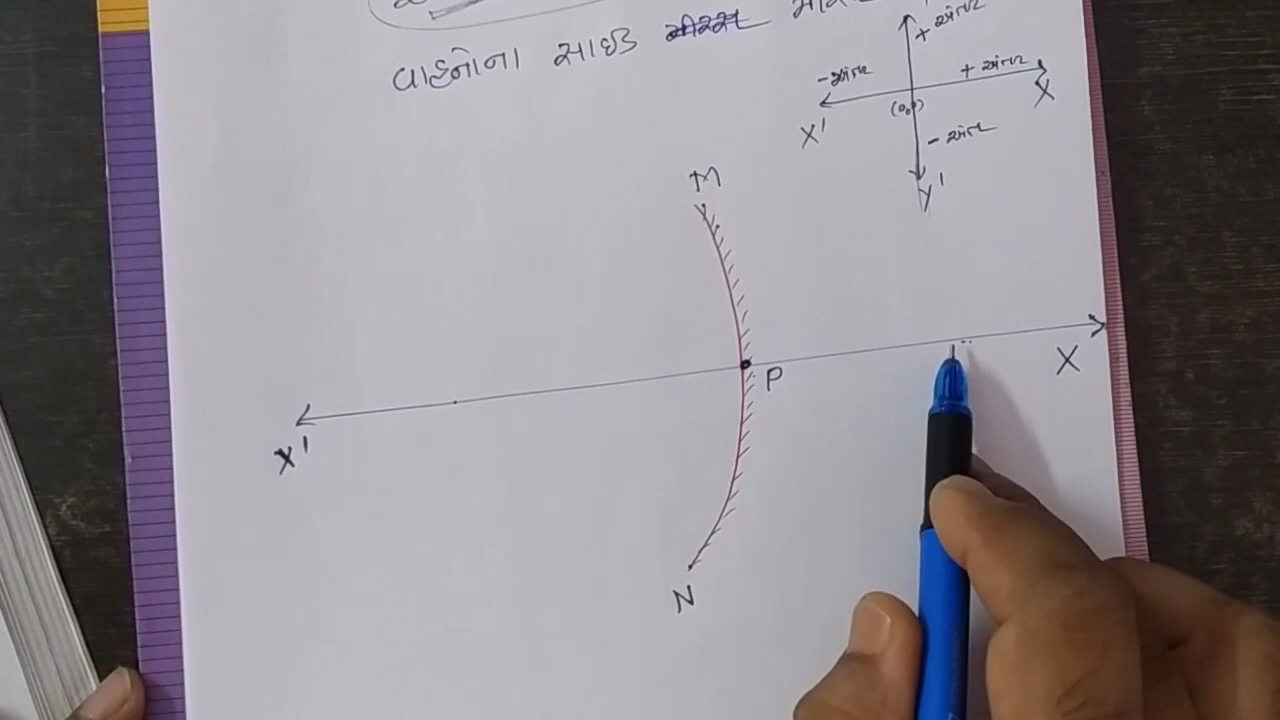 વાહનોના સાઇડ
+ અંતર
- અંતર
+ અંતર
X'
(0,0)
X
- અંતર
Y'
M
P
X
X'
N